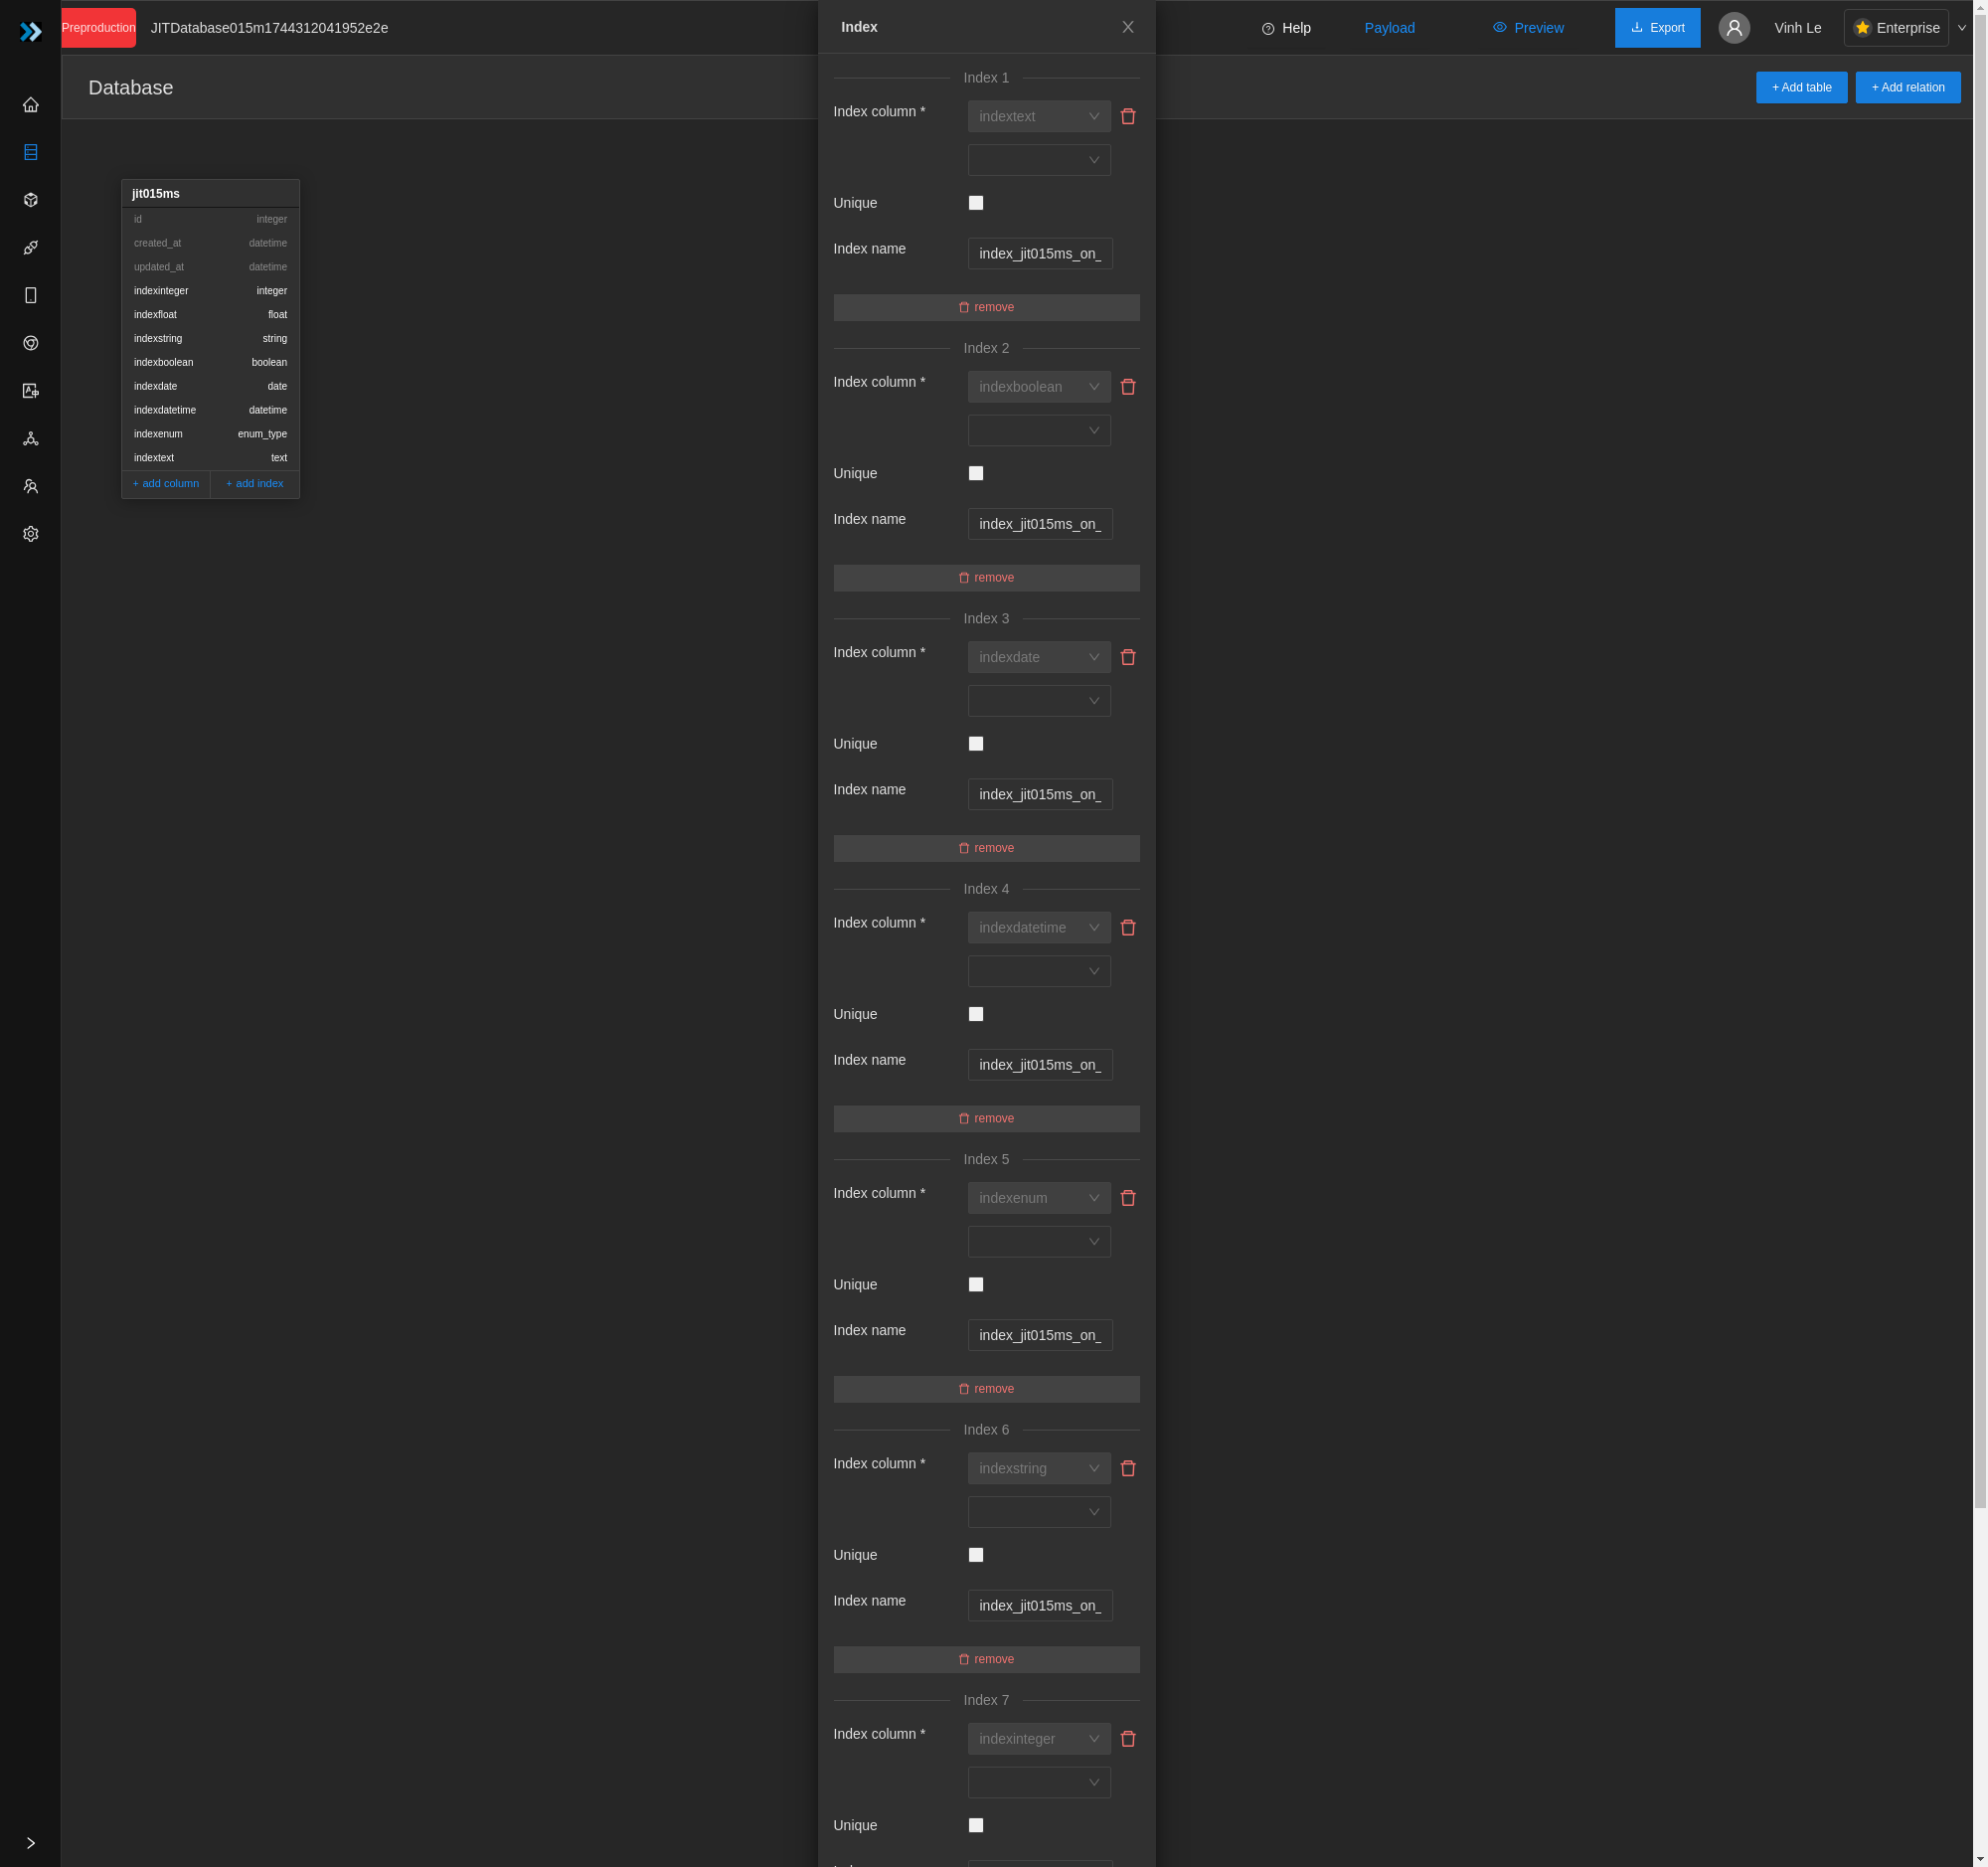 Preproduction
JITDatabase015m1744312041952e2e
Help
Payload
Preview
Export
Vinh Le
Enterprise
Database
+ Add table
+ Add relation
jit015ms
id integer
created_at datetime
updated_at datetime
indexinteger integer
indexfloat float
indexstring string
indexboolean boolean
indexdate date
indexdatetime datetime
indexenum enum_type
indextext text
+ add column + add index
Index
Index 1
Index column * indextext
Unique
Index name index_jit015ms_on_
remove
Index 2
Index column * indexboolean
Unique
Index name index_jit015ms_on_
remove
Index 3
Index column * indexdate
Unique
Index name index_jit015ms_on_
remove
Index 4
Index column * indexdatetime
Unique
Index name index_jit015ms_on_
remove
Index 5
Index column * indexenum
Unique
Index name index_jit015ms_on_
remove
Index 6
Index column * indexstring
Unique
Index name index_jit015ms_on_
remove
Index 7
Index column * indexinteger
Unique